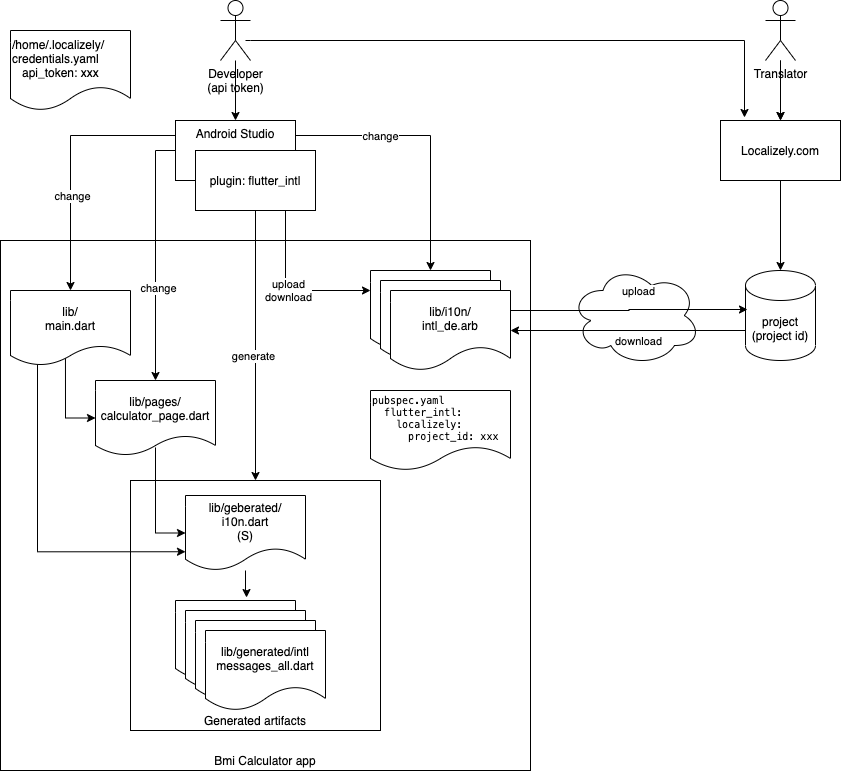 /home/.localizely/
credentials.yaml
api_token: xxx
Developer
(api token)
Translator
Android Studio
change
Localizely.com
plugin: flutter_intl
change
change
upload
download
lib/
main.dart
lib/i10n/
intl_de.arb
upload
download
project
(project id)
generate
lib/pages/
calculator_page.dart
pubspec.yaml
flutter_intl:
localizely:
project_id: xxx
lib/geberated/
i10n.dart
(S)
lib/generated/intl
messages_all.dart
Generated artifacts
Bmi Calculator app